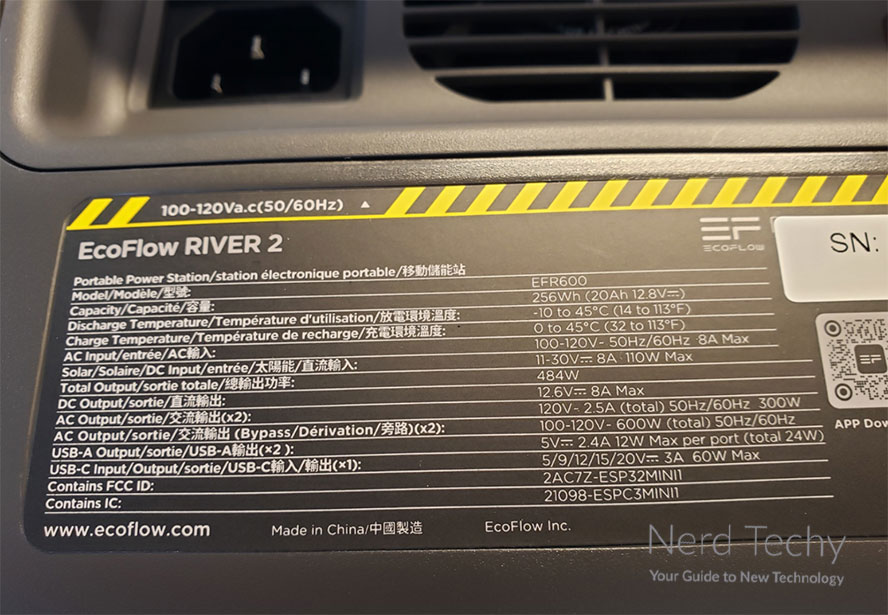 100-120Va.c(50/60Hz) ▲
EcoFlow RIVER 2
EF
ECOFLOW
SN:
Portable Power Station/station électronique portable/移動儲能站
Model/Modèle/型號: EFR600
Capacity/Capacité/容量: 256Wh (20Ah 12.8V⎓)
Discharge Temperature/Température d'utilisation/放電環境溫度: -10 to 45°C (14 to 113°F)
Charge Temperature/Température de recharge/充電環境溫度: 0 to 45°C (32 to 113°F)
AC Input/entrée/AC輸入: 100-120V~ 50Hz/60Hz 8A Max
Solar/Solaire/DC Input/entrée/太陽能/直流輸入: 11-30V⎓ 8A 110W Max
Total Output/sortie totale/總輸出功率: 484W
DC Output/sortie/直流輸出: 12.6V⎓ 8A Max
AC Output/sortie/交流輸出(x2): 120V~ 2.5A (total) 50Hz/60Hz 300W
AC Output/sortie/交流輸出 (Bypass/Dérivation/旁路)(x2): 100-120V~ 600W (total) 50Hz/60Hz
USB-A Output/sortie/USB-A輸出(×2 ): 5V⎓ 2.4A 12W Max per port (total 24W)
USB-C Input/Output/sortie/USB-C輸入/輸出(×1): 5/9/12/15/20V⎓ 3A 60W Max
Contains FCC ID: 2AC7Z-ESP32MINI1
Contains IC: 21098-ESPC3MINI1
EF
APP Dow
www.ecoflow.com Made in China/中國製造 EcoFlow Inc.
Nerd Techy
Your Guide to New Technology